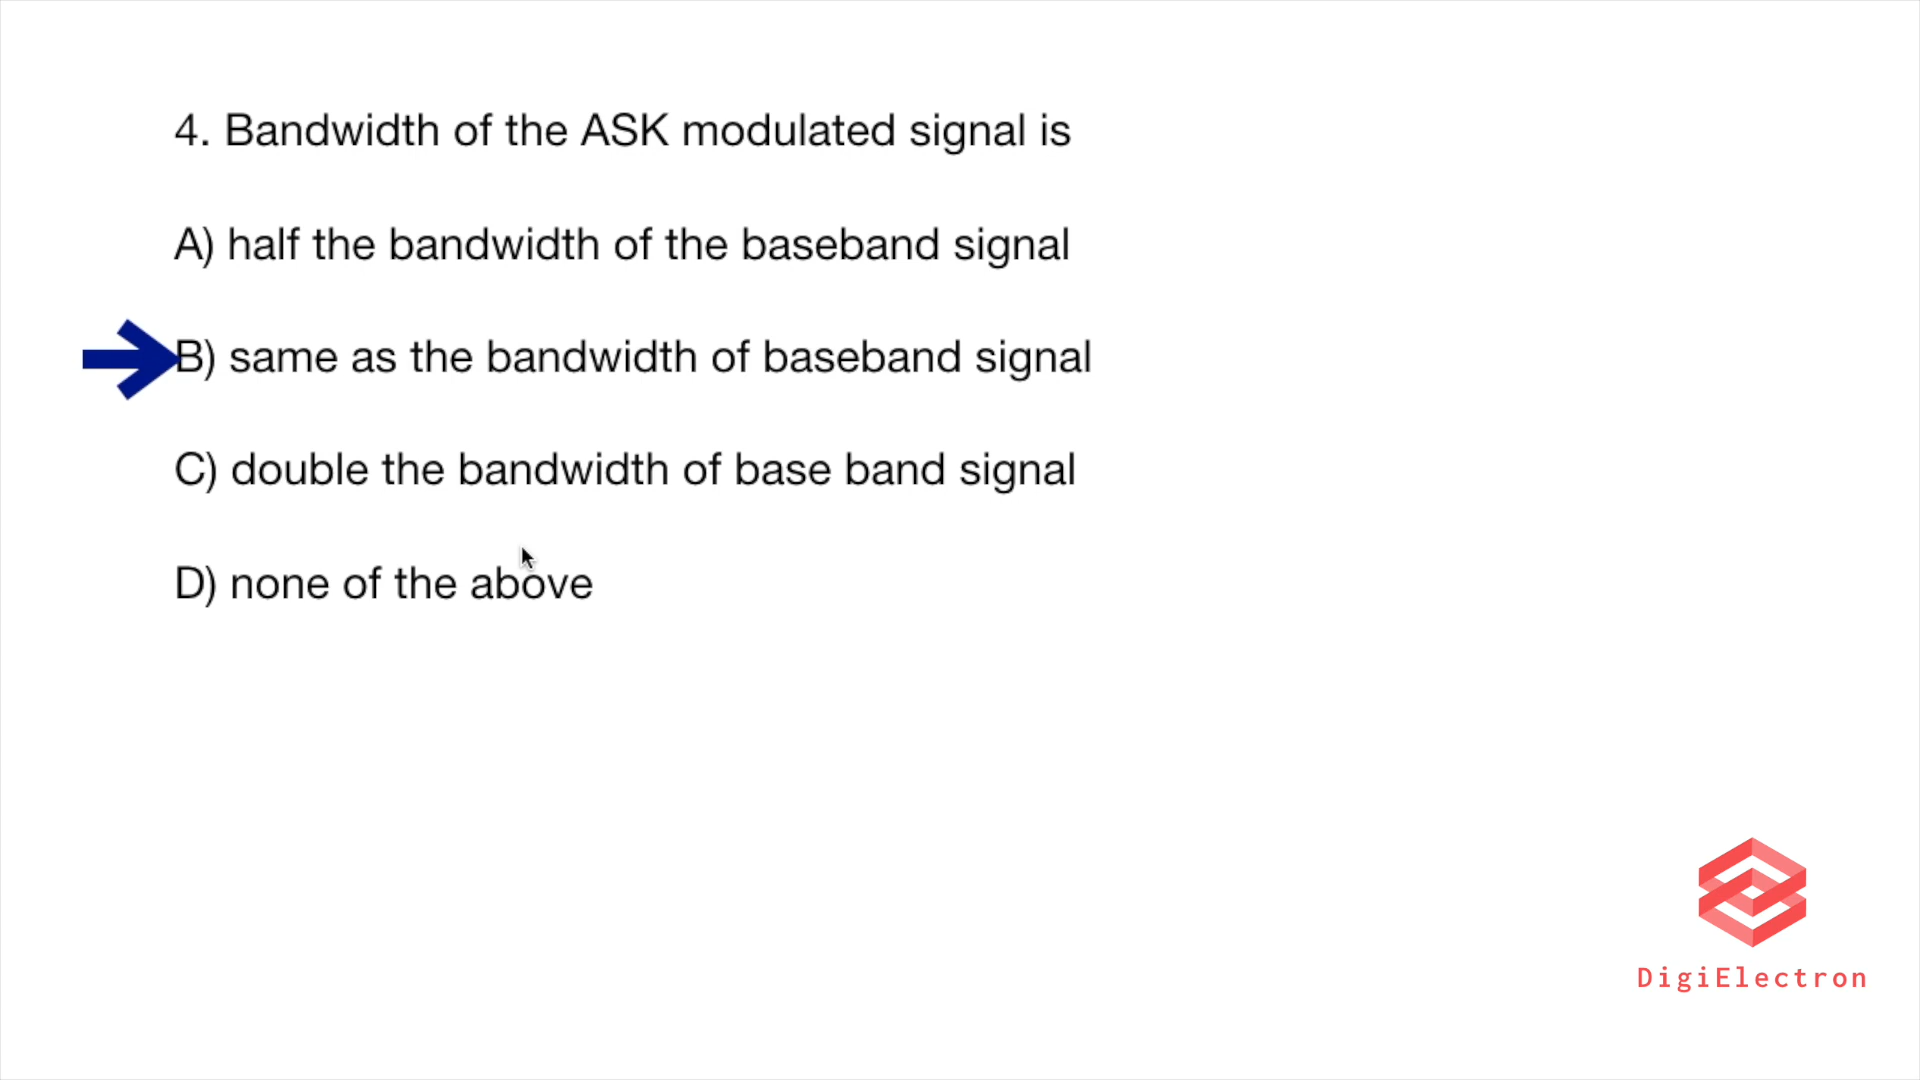 4. Bandwidth of the ASK modulated signal is
A) half the bandwidth of the baseband signal
B) same as the bandwidth of baseband signal
C) double the bandwidth of base band signal
D) none of the above
DigiElectron